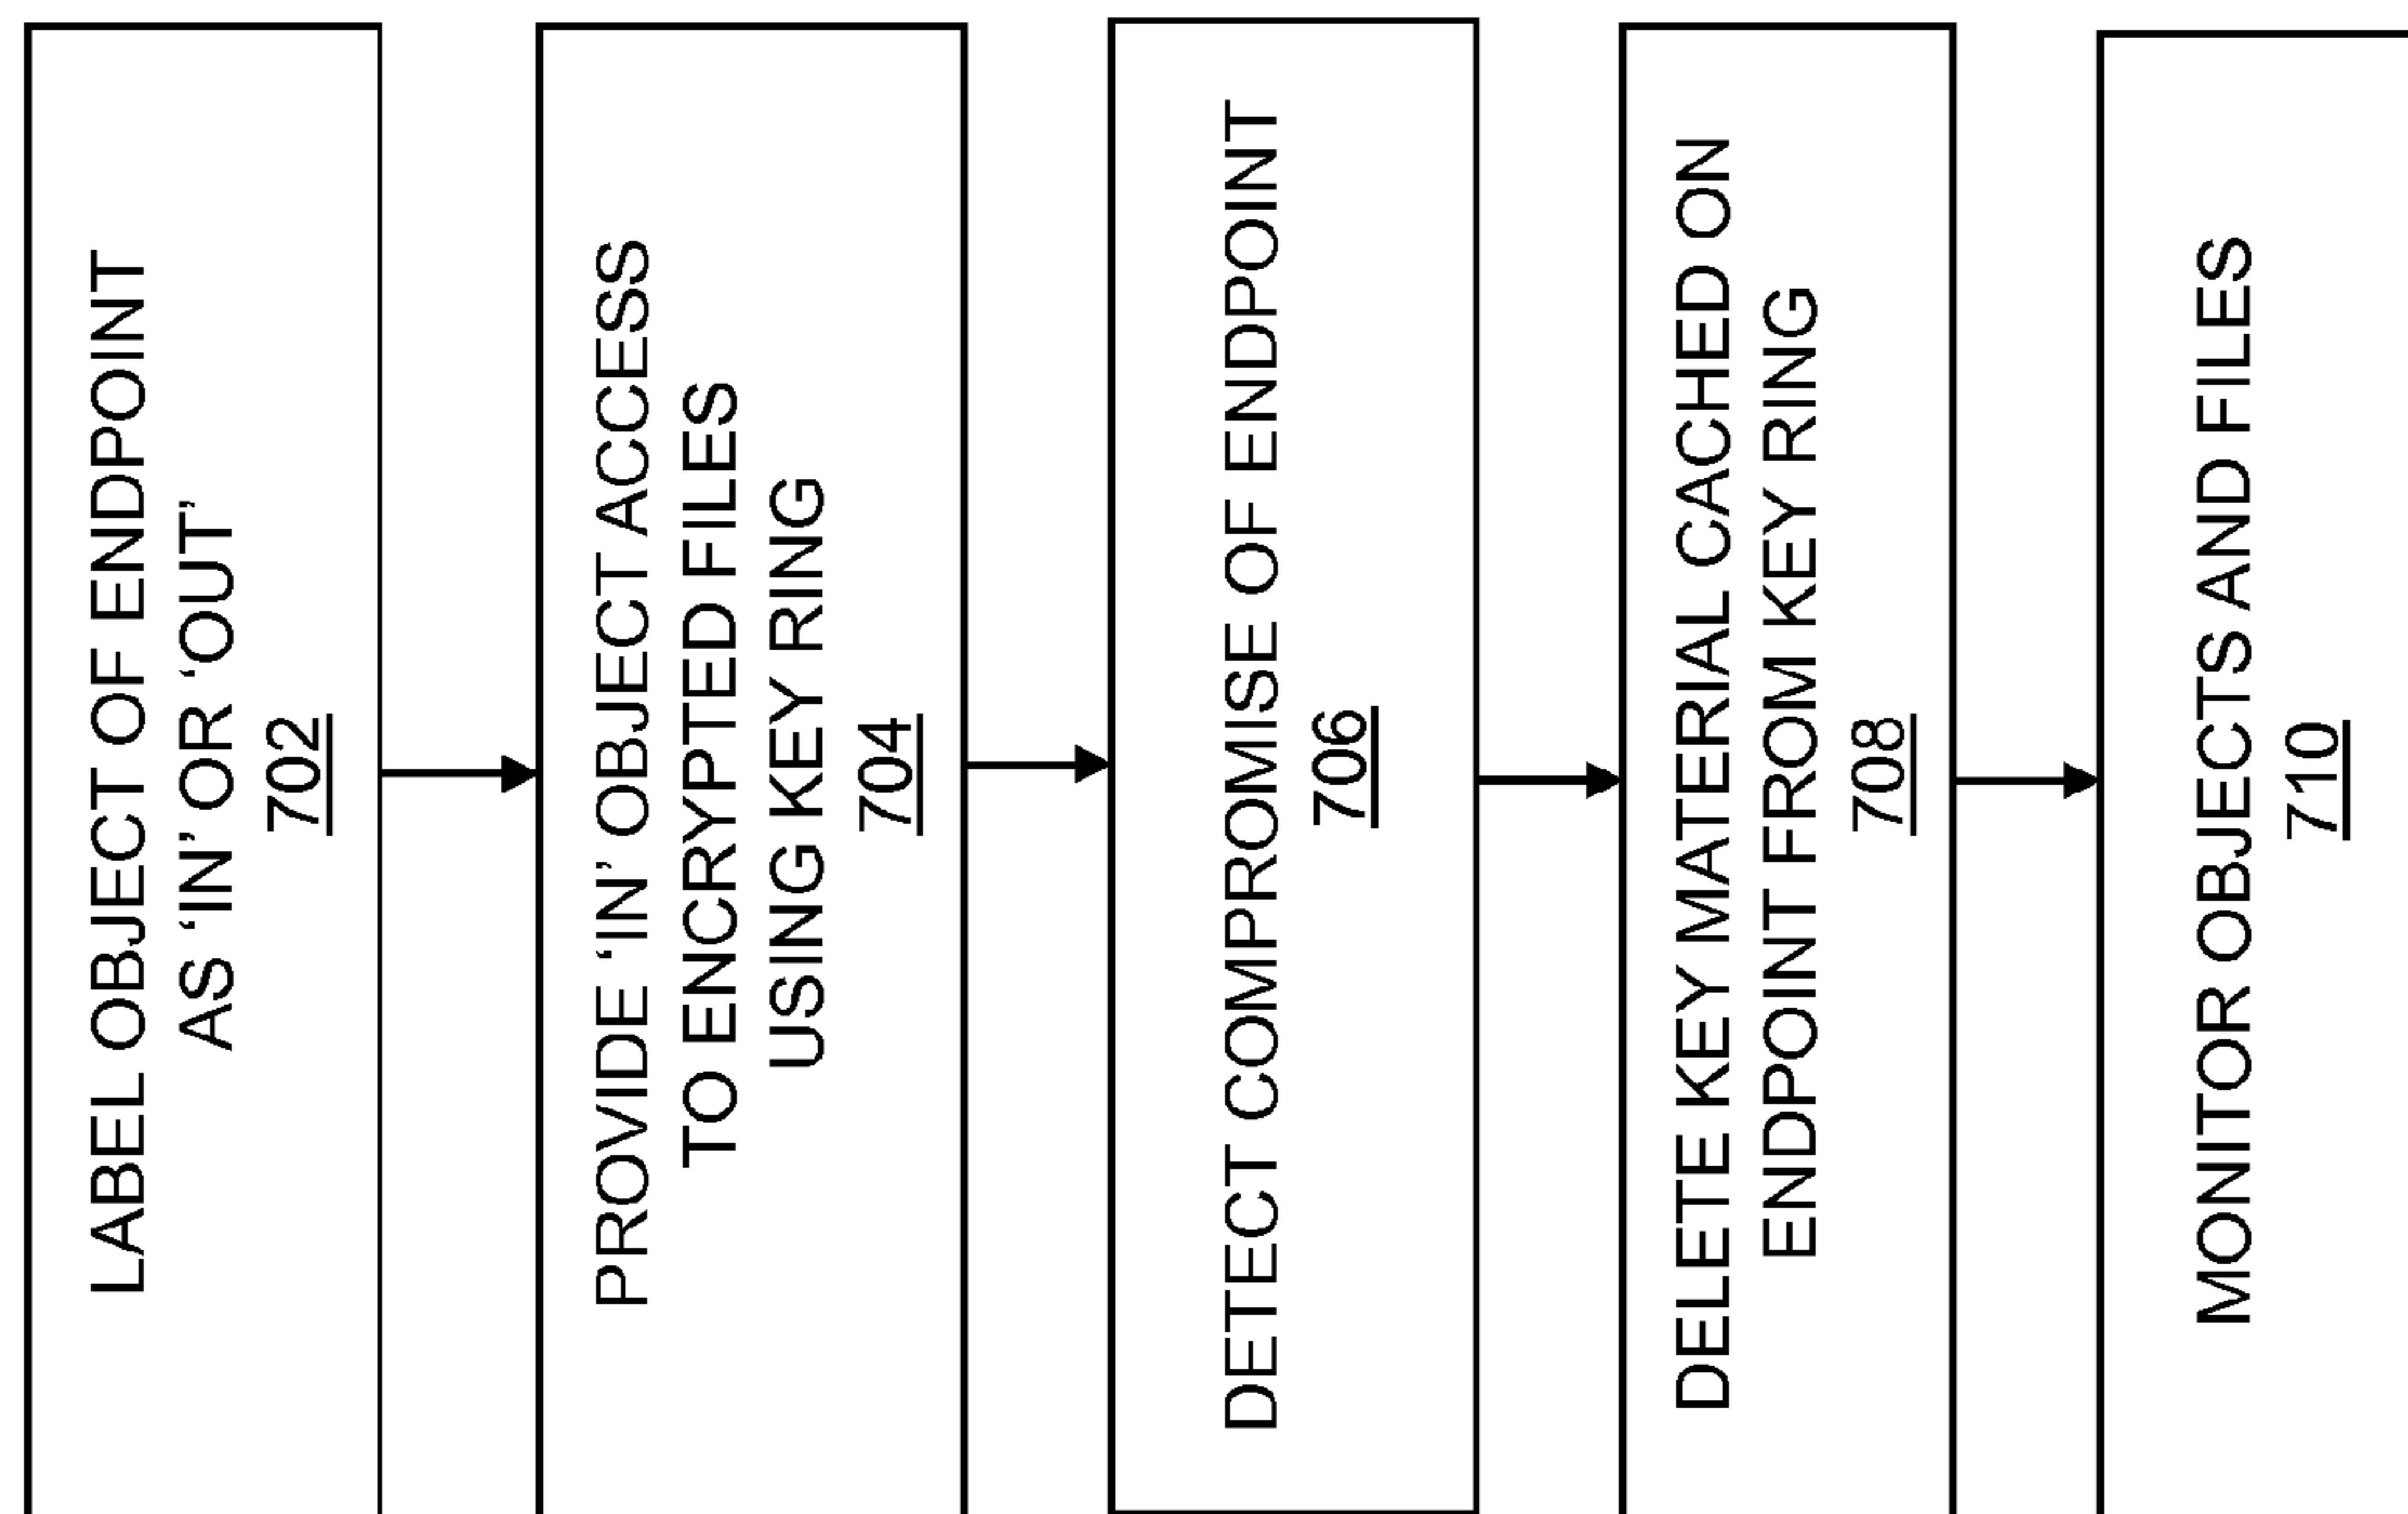 LABEL OBJECT OF ENDPOINT
AS ‘IN’ OR ‘OUT’
702
PROVIDE ‘IN’ OBJECT ACCESS
TO ENCRYPTED FILES
USING KEY RING
704
DETECT COMPROMISE OF ENDPOINT
706
DELETE KEY MATERIAL CACHED ON
ENDPOINT FROM KEY RING
708
MONITOR OBJECTS AND FILES
710